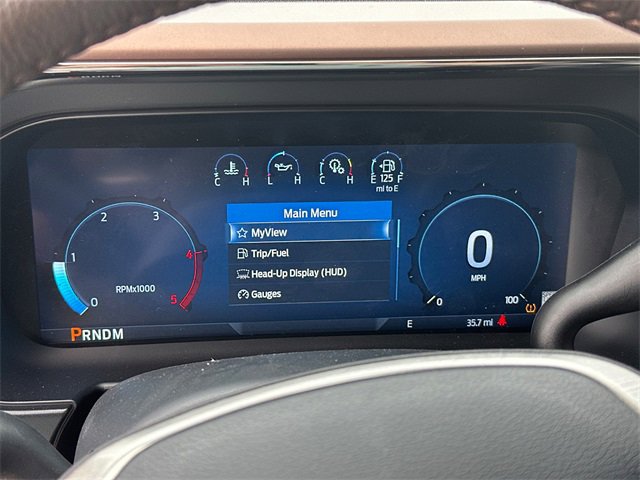 C H
L H
C H
E 125 F
mi to E
Main Menu
MyView
Trip/Fuel
Head-Up Display (HUD)
Gauges
0 1 2 3 4 5
RPMx1000
0
MPH
0 100
PRNDM
E
35.7 mi